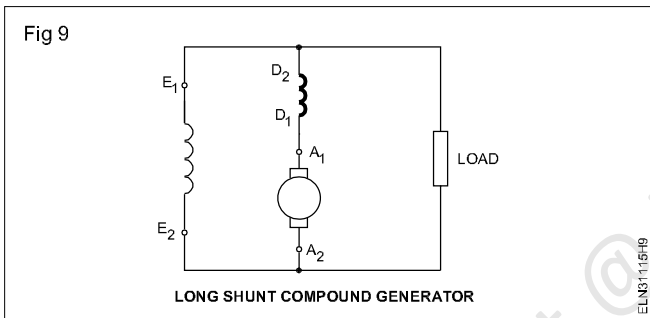 Fig 9
D2
E1
D1
A1
LOAD
E2
A2
LONG SHUNT COMPOUND GENERATOR
ELN31115H9
@